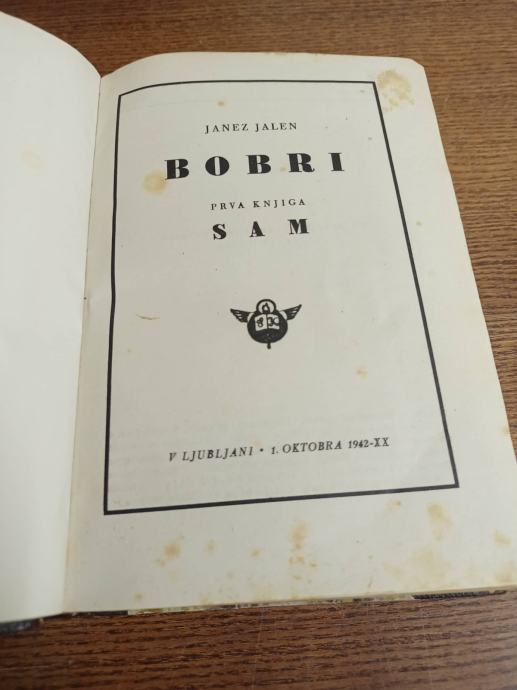 JANEZ JALEN
BOBRI
PRVA KNJIGA
SAM
V LJUBLJANI • 1. OKTOBRA 1942-XX